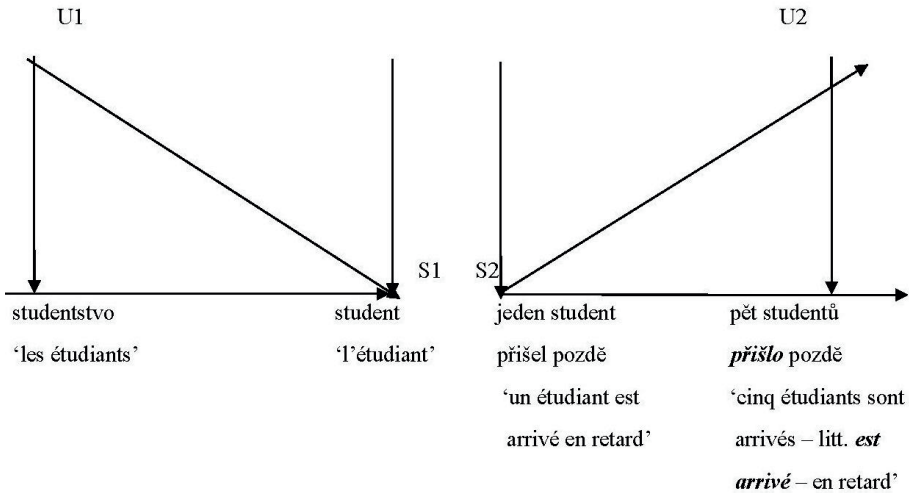 U1
U2
S1
S2
studentstvo
‘les étudiants’
student
‘l’étudiant’
jeden student
přišel pozdě
‘un étudiant est
arrivé en retard’
pět studentů
přišlo pozdě
‘cinq étudiants sont
arrivés – litt. est
arrivé – en retard’